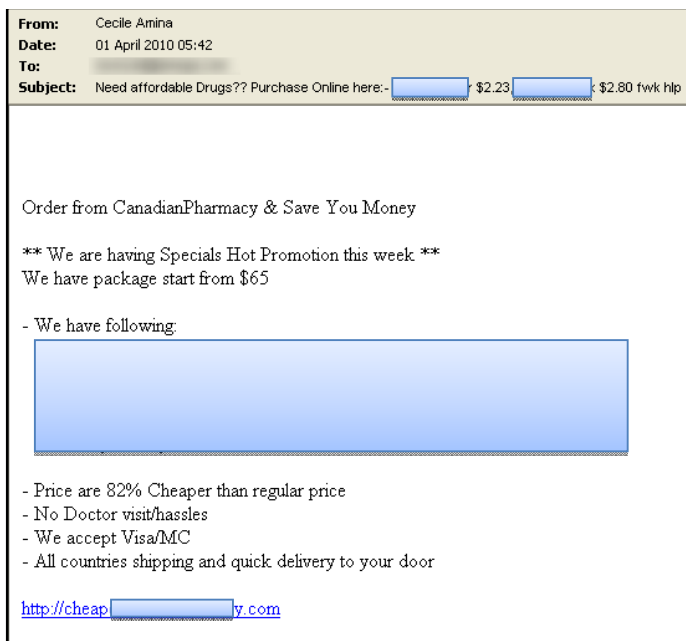 From: Cecile Amina
Date: 01 April 2010 05:42
To:
Subject: Need affordable Drugs?? Purchase Online here:- $2.23, $2.80 fwk hlp
Order from CanadianPharmacy & Save You Money
** We are having Specials Hot Promotion this week **
We have package start from $65
- We have following:
- Price are 82% Cheaper than regular price
- No Doctor visit/hassles
- We accept Visa/MC
- All countries shipping and quick delivery to your door
http://cheap y.com